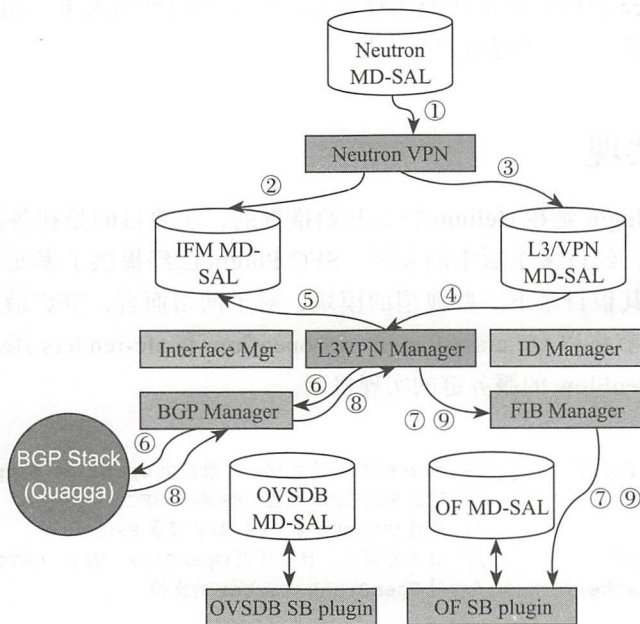 Neutron
MD-SAL
①
Neutron VPN
②
③
IFM MD-
SAL
L3/VPN
MD-SAL
⑤
④
Interface Mgr
L3VPN Manager
ID Manager
⑥
⑧
BGP Manager
⑦ ⑨
FIB Manager
⑥
BGP Stack
(Quagga)
⑧
OVSDB
MD-SAL
OF MD-SAL
⑦ ⑨
OVSDB SB plugin
OF SB plugin